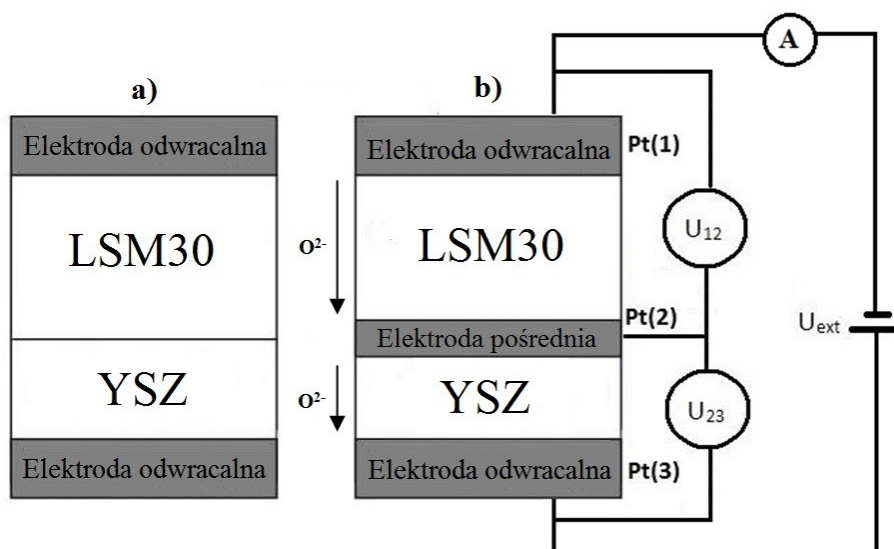 a)
Elektroda odwracalna
LSM30
YSZ
Elektroda odwracalna
b)
A
Elektroda odwracalna
Pt(1)
O²⁻
LSM30
U₁₂
Pt(2)
Elektroda pośrednia
Uₑₓₜ
O²⁻
YSZ
U₂₃
Elektroda odwracalna
Pt(3)